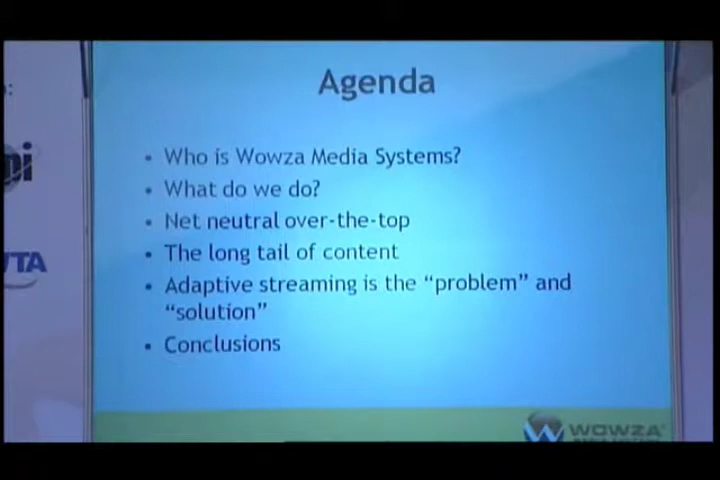 Agenda
• Who is Wowza Media Systems?
• What do we do?
• Net neutral over-the-top
• The long tail of content
• Adaptive streaming is the “problem” and
“solution”
• Conclusions
WOWZA